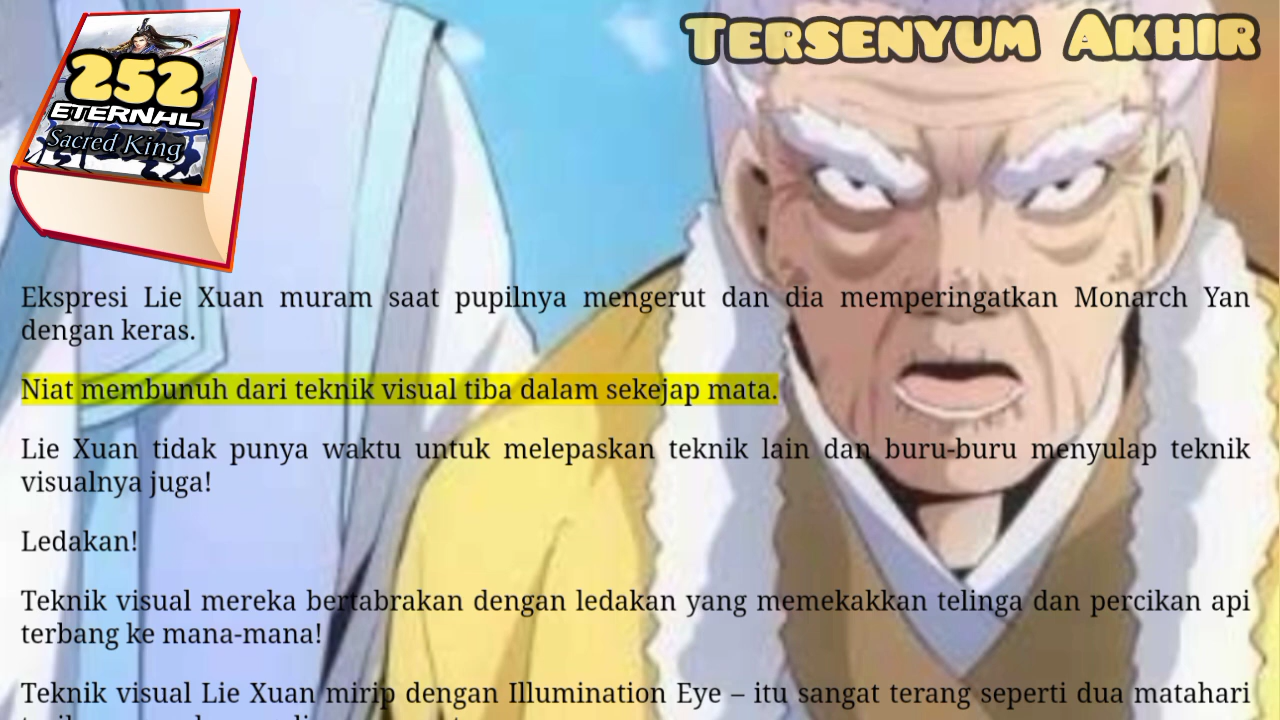 252
ETERNAL
Sacred King
TERSENYUM AKHIR
Ekspresi Lie Xuan muram saat pupilnya mengerut dan dia memperingatkan Monarch Yan
dengan keras.
Niat membunuh dari teknik visual tiba dalam sekejap mata.
Lie Xuan tidak punya waktu untuk melepaskan teknik lain dan buru-buru menyulap teknik
visualnya juga!
Ledakan!
Teknik visual mereka bertabrakan dengan ledakan yang memekakkan telinga dan percikan api
terbang ke mana-mana!
Teknik visual Lie Xuan mirip dengan Illumination Eye – itu sangat terang seperti dua matahari